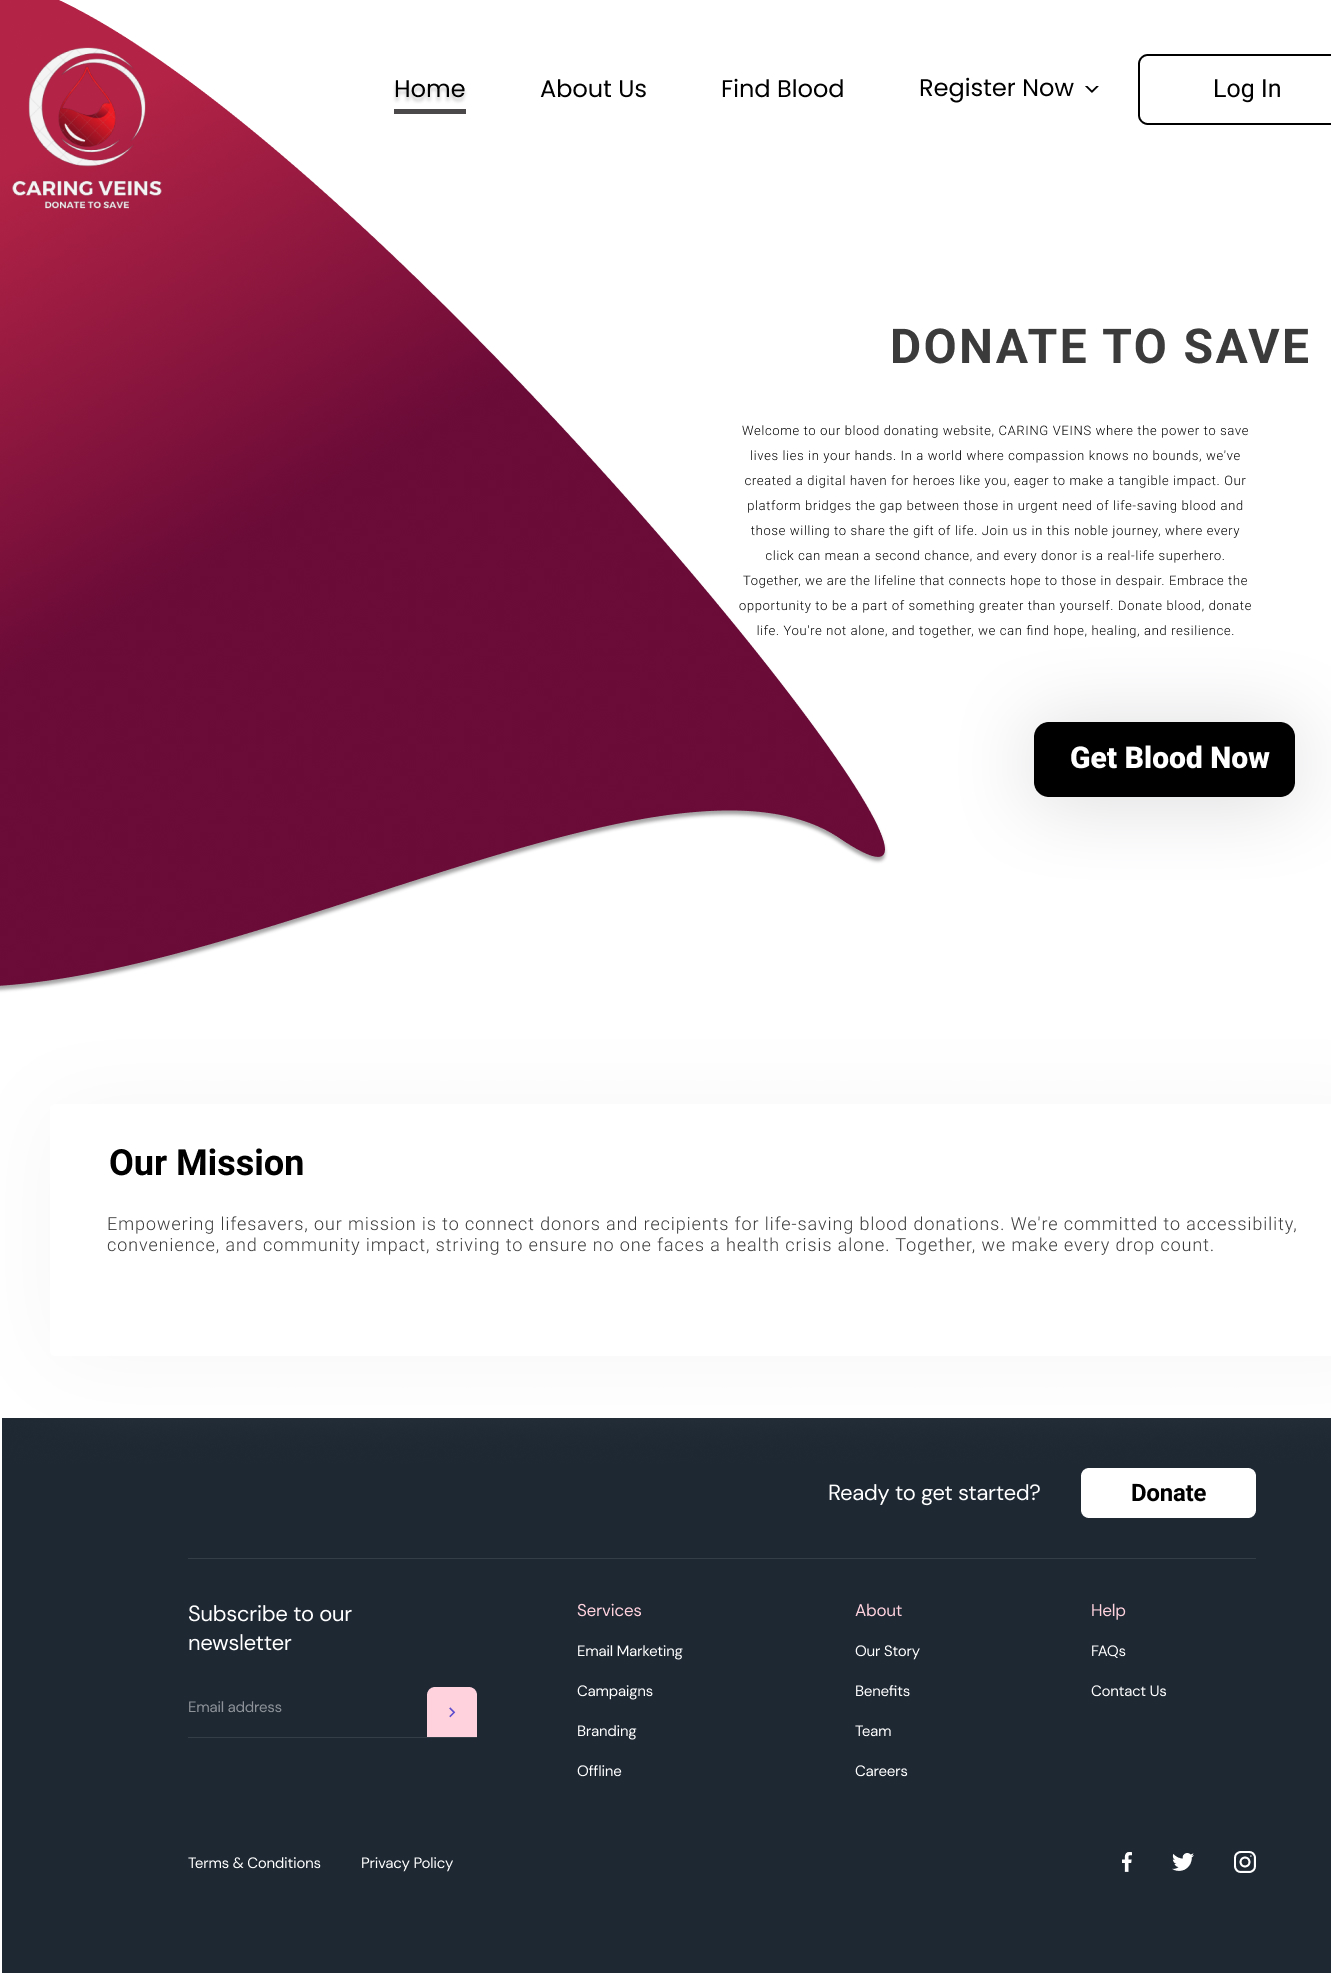 CARING VEINS
DONATE TO SAVE
Home
About Us
Find Blood
Register Now
Log In
DONATE TO SAVE
Welcome to our blood donating website, CARING VEINS where the power to save
lives lies in your hands. In a world where compassion knows no bounds, we've
created a digital haven for heroes like you, eager to make a tangible impact. Our
platform bridges the gap between those in urgent need of life-saving blood and
those willing to share the gift of life. Join us in this noble journey, where every
click can mean a second chance, and every donor is a real-life superhero.
Together, we are the lifeline that connects hope to those in despair. Embrace the
opportunity to be a part of something greater than yourself. Donate blood, donate
life. You're not alone, and together, we can find hope, healing, and resilience.
Get Blood Now
Our Mission
Empowering lifesavers, our mission is to connect donors and recipients for life-saving blood donations. We're committed to accessibility,
convenience, and community impact, striving to ensure no one faces a health crisis alone. Together, we make every drop count.
Ready to get started?
Donate
Subscribe to our
newsletter
Email address
Services
Email Marketing
Campaigns
Branding
Offline
About
Our Story
Benefits
Team
Careers
Help
FAQs
Contact Us
Terms & Conditions
Privacy Policy